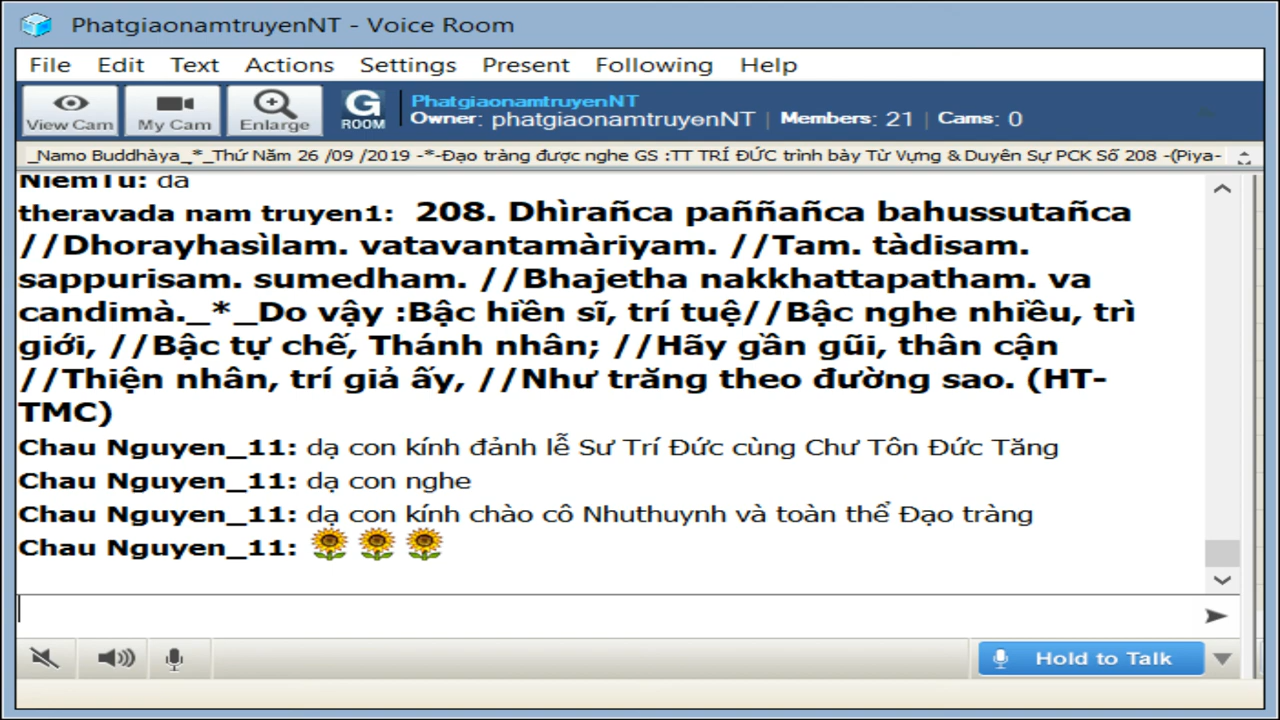 PhatgiaonamtruyenNT - Voice Room
File Edit Text Actions Settings Present Following Help
View Cam My Cam Enlarge G ROOM
PhatgiaonamtruyenNT
Owner: phatgiaonamtruyenNT | Members: 21 | Cams: 0
_Namo Buddhàya_*_Thứ Năm 26 /09 /2019 -*-Đạo tràng được nghe GS :TT TRÍ ĐỨC trình bày Từ Vựng & Duyên Sự PCK Số 208 -(Piya-
NiemTu: da
theravada nam truyen1: 208. Dhìrañca paññañca bahussutañca
//Dhorayhasìlam. vatavantamàriyam. //Tam. tàdisam.
sappurisam. sumedham. //Bhajetha nakkhattapatham. va
candimà._*_Do vậy :Bậc hiền sĩ, trí tuệ//Bậc nghe nhiều, trì
giới, //Bậc tự chế, Thánh nhân; //Hãy gần gũi, thân cận
//Thiện nhân, trí giả ấy, //Như trăng theo đường sao. (HT-
TMC)
Chau Nguyen_11: dạ con kính đảnh lễ Sư Trí Đức cùng Chư Tôn Đức Tăng
Chau Nguyen_11: dạ con nghe
Chau Nguyen_11: dạ con kính chào cô Nhuthuynh và toàn thể Đạo tràng
Chau Nguyen_11:
Hold to Talk